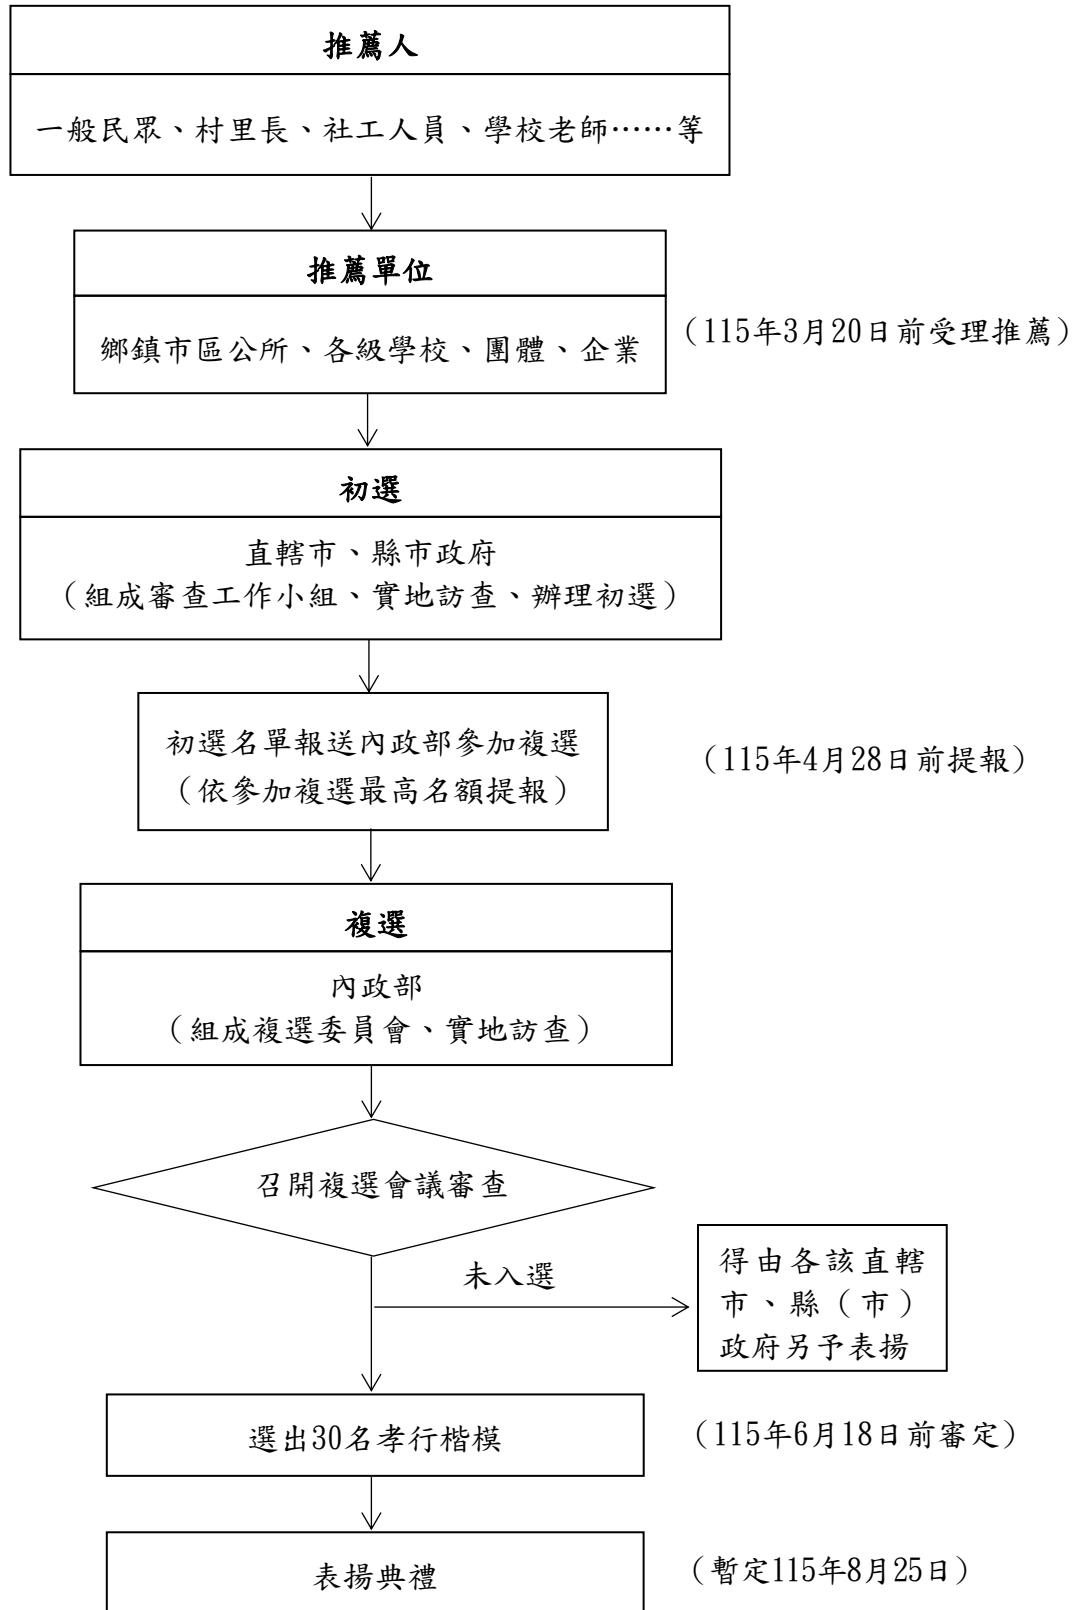 推薦人
一般民眾、村里長、社工人員、學校老師……等
推薦單位
鄉鎮市區公所、各級學校、團體、企業
（115年3月20日前受理推薦）
初選
直轄市、縣市政府
（組成審查工作小組、實地訪查、辦理初選）
初選名單報送內政部參加複選
（依參加複選最高名額提報）
（115年4月28日前提報）
複選
內政部
（組成複選委員會、實地訪查）
召開複選會議審查
未入選
得由各該直轄
市、縣（市）
政府另予表揚
選出30名孝行楷模
（115年6月18日前審定）
表揚典禮
（暫定115年8月25日）